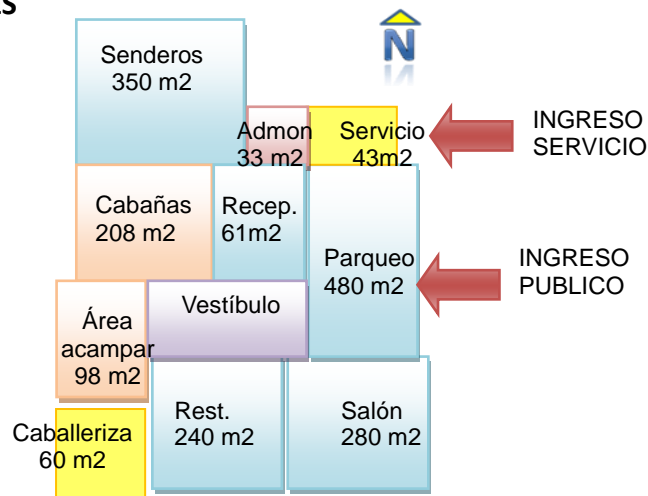 Senderos
350 m2
N
Admon
33 m2
Servicio
43m2
INGRESO
SERVICIO
Cabañas
208 m2
Recep.
61m2
Parqueo
480 m2
INGRESO
PUBLICO
Vestíbulo
Área
acampar
98 m2
Rest.
240 m2
Salón
280 m2
Caballeriza
60 m2